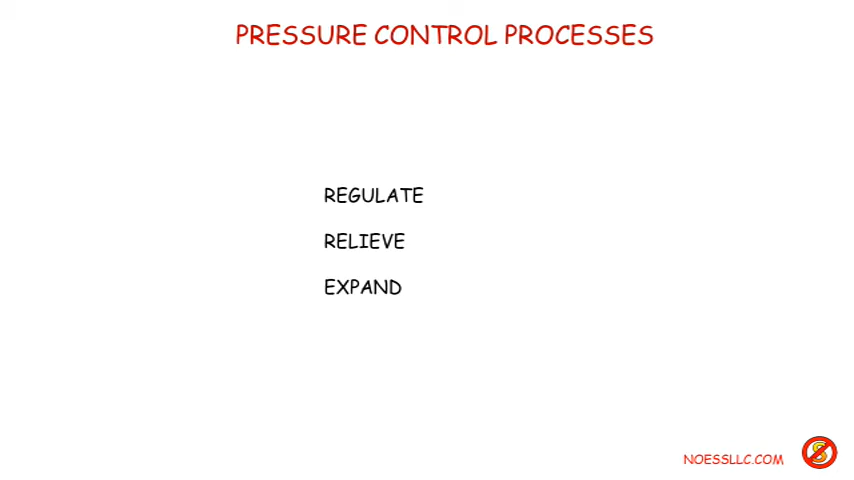 PRESSURE CONTROL PROCESSES
REGULATE
RELIEVE
EXPAND
NOESSLLC.COM
S